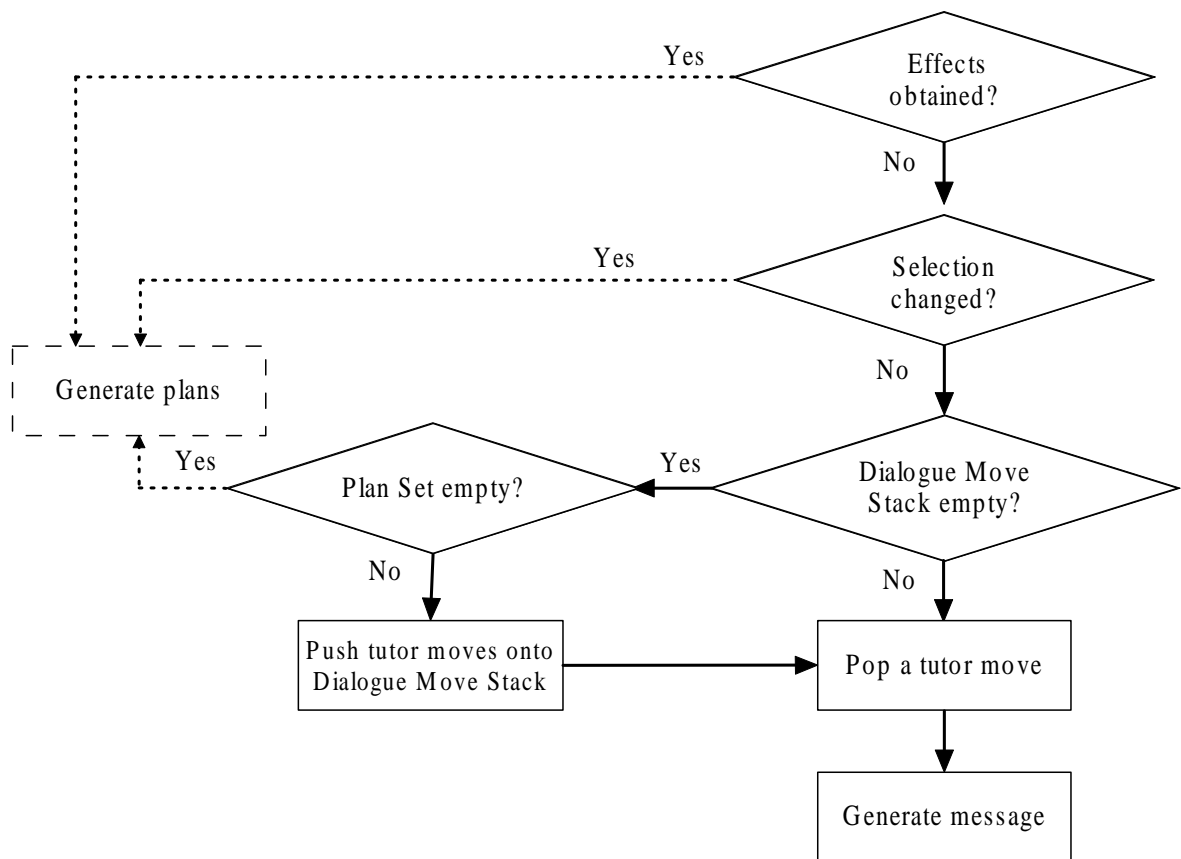 Yes
Effects
obtained?
No
Yes
Selection
changed?
No
Generate plans
Yes
Plan Set empty?
Yes
Dialogue Move
Stack empty?
No
No
Push tutor moves onto
Dialogue Move Stack
Pop a tutor move
Generate message